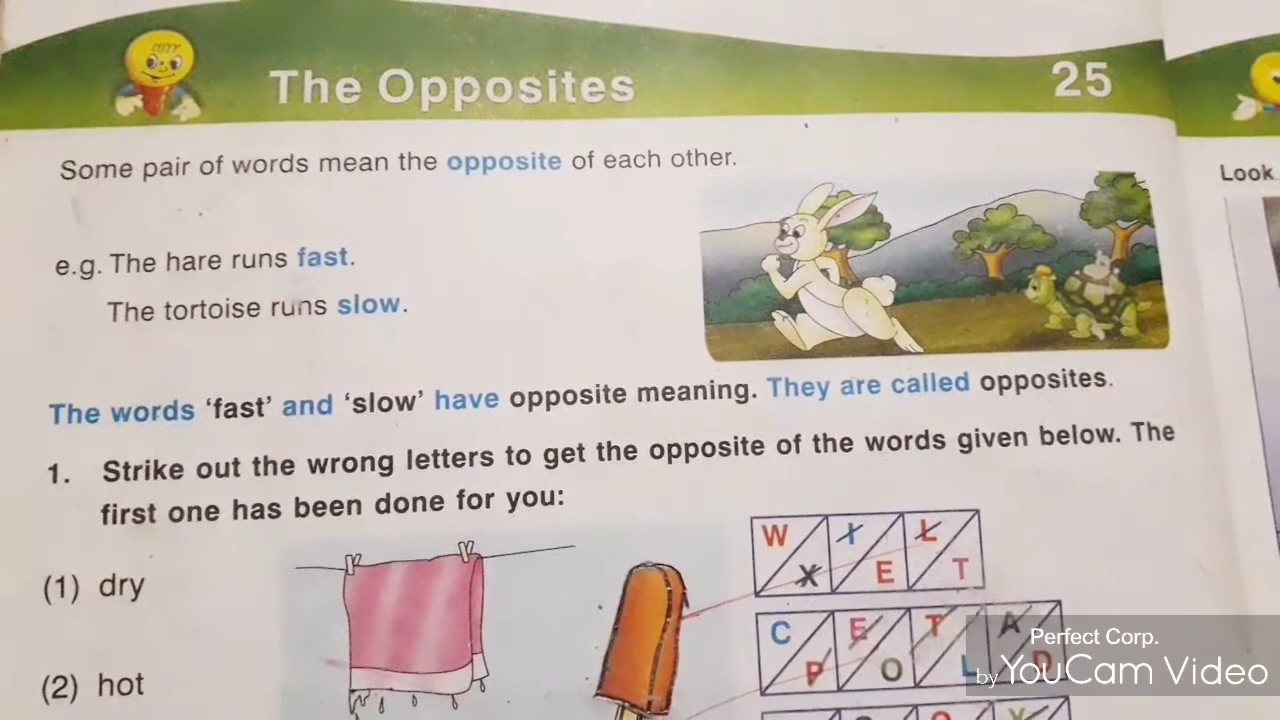 The Opposites
25
Some pair of words mean the opposite of each other.
Look
e.g. The hare runs fast.
The tortoise runs slow.
The words 'fast' and 'slow' have opposite meaning. They are called opposites.
1. Strike out the wrong letters to get the opposite of the words given below. The
first one has been done for you:
(1) dry
W I L
X E T
(2) hot
C E T A
P O L D
Perfect Corp.
by YouCam Video